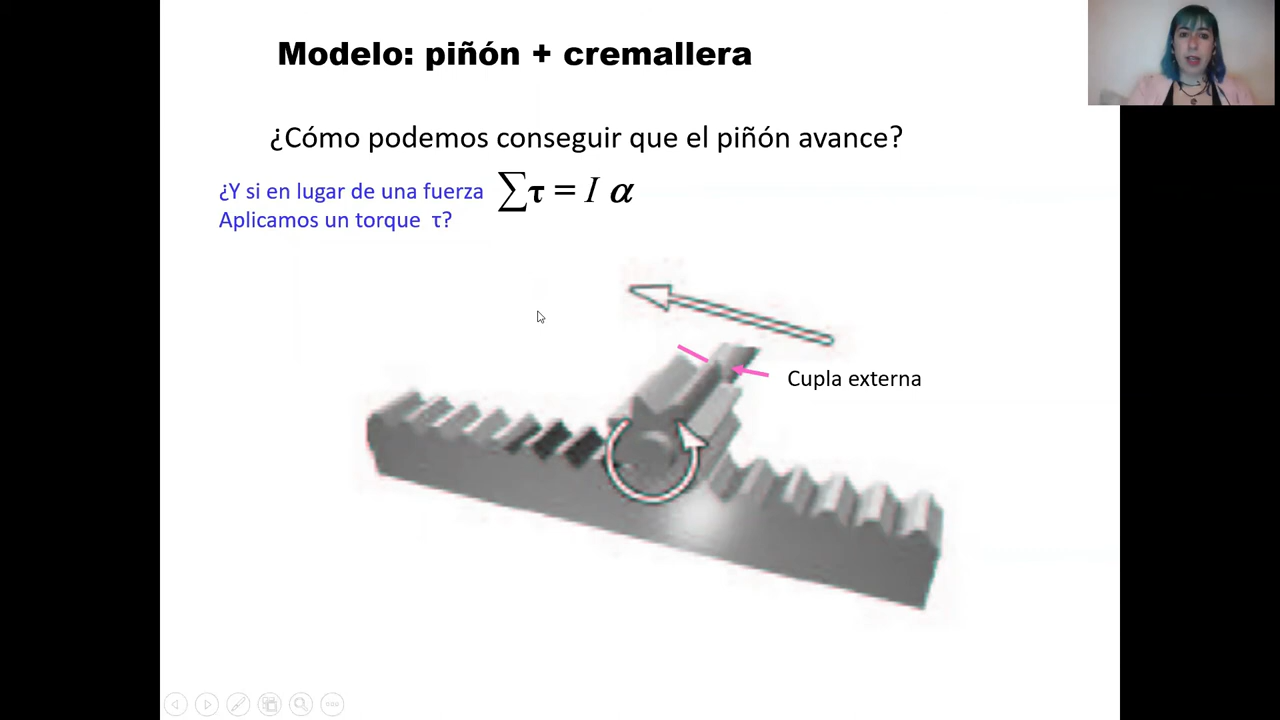 Modelo: piñón + cremallera
¿Cómo podemos conseguir que el piñón avance?
¿Y si en lugar de una fuerza
Aplicamos un torque τ?
∑τ = I α
Cupla externa